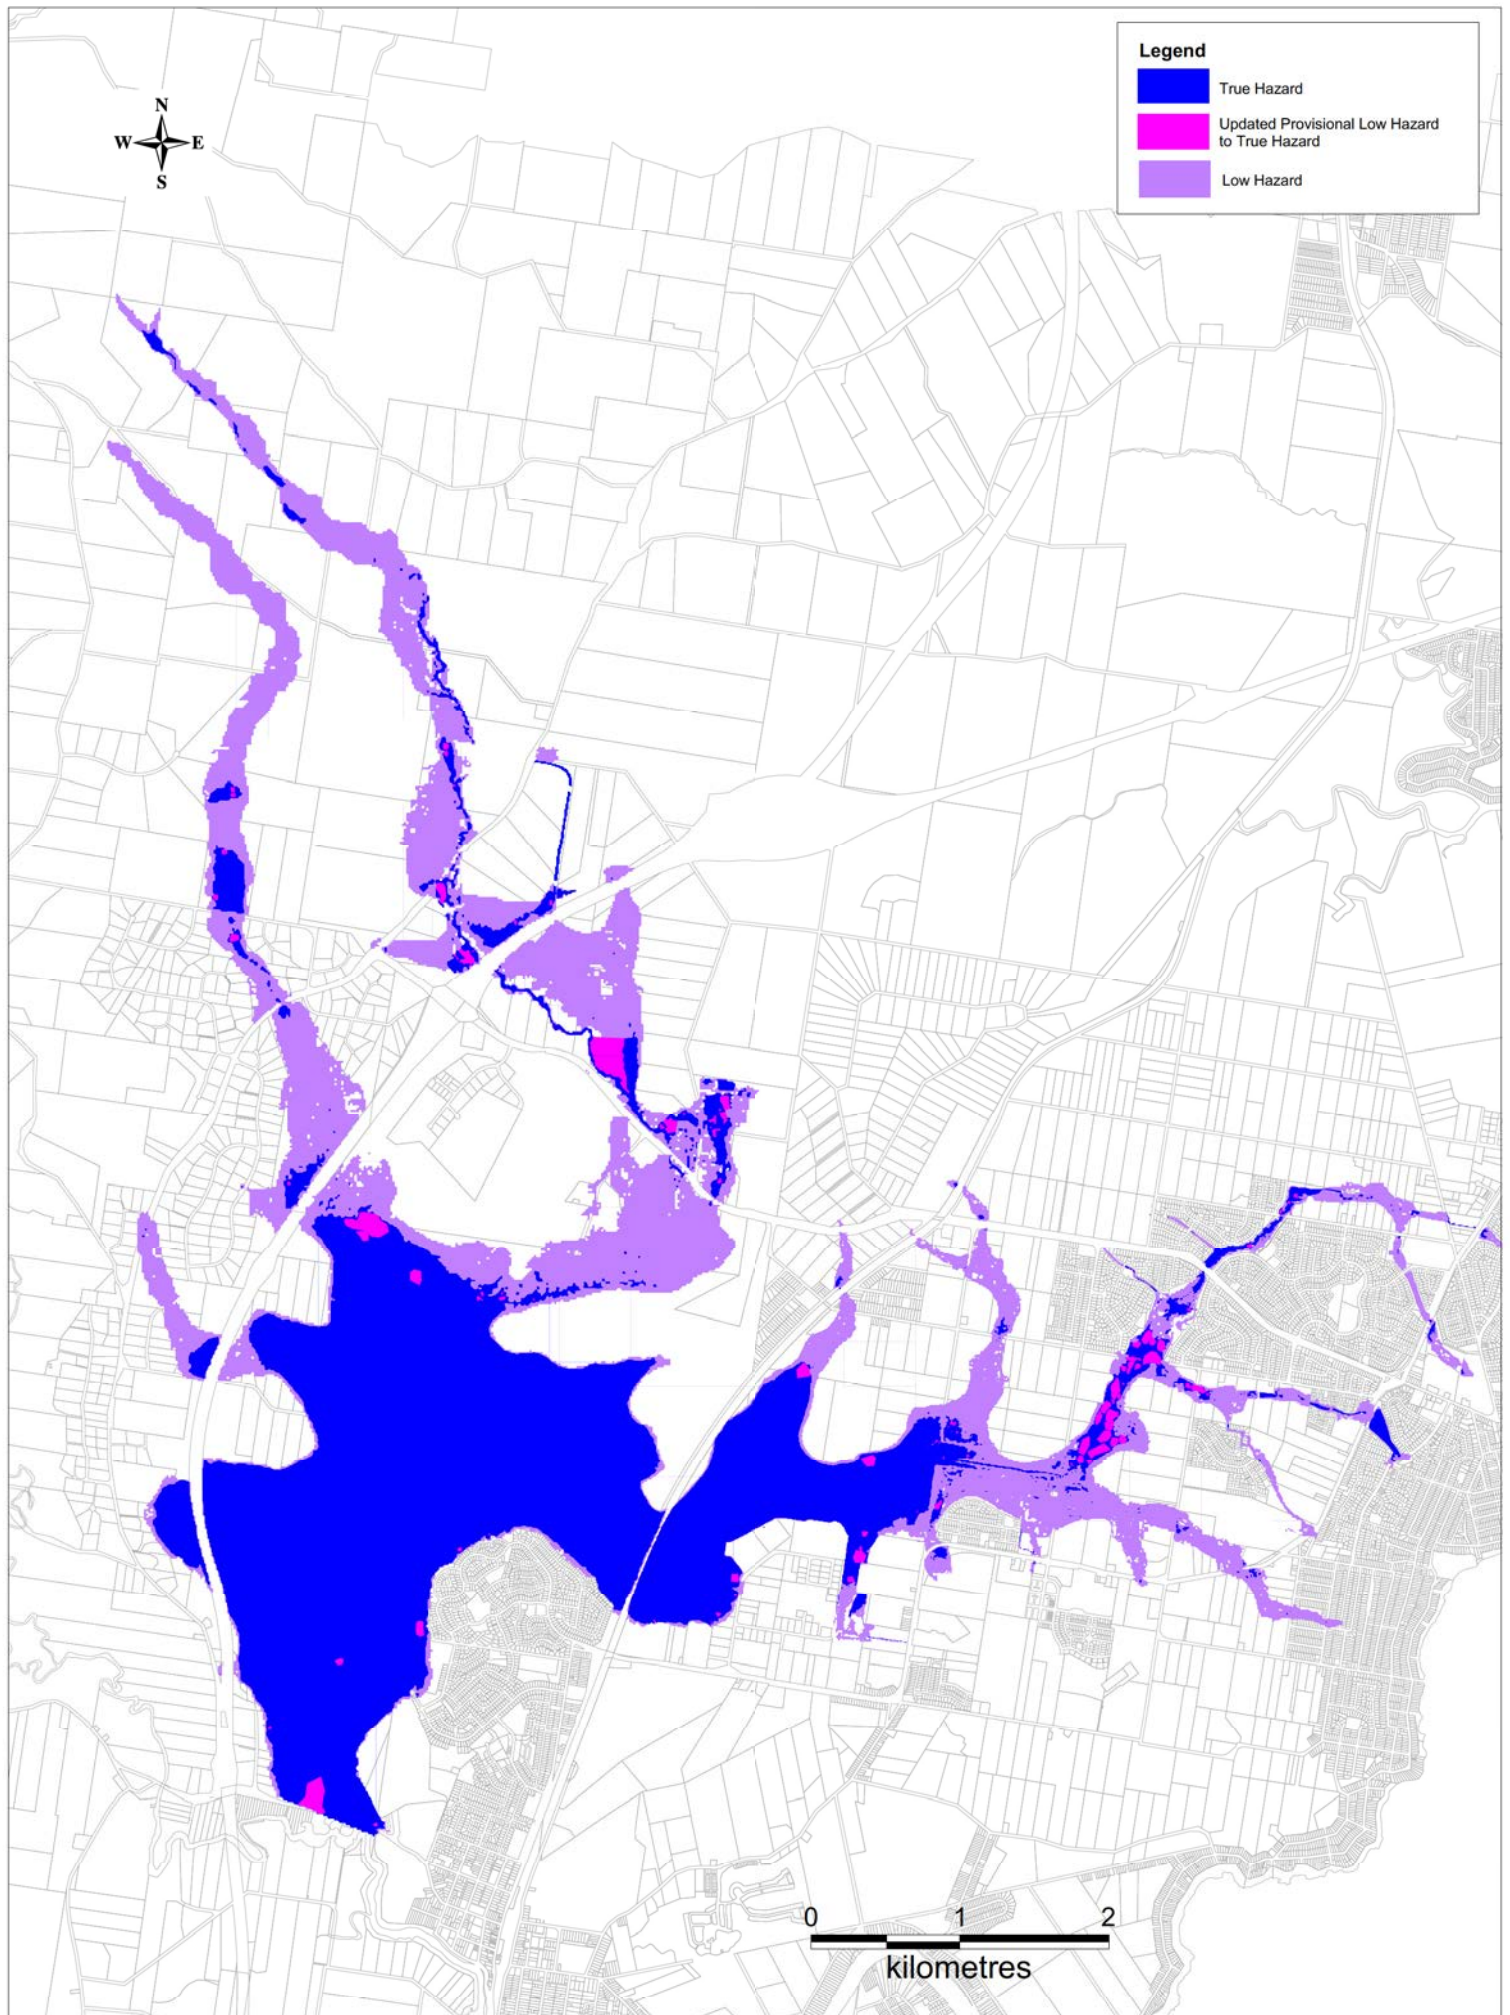 Legend
True Hazard
Updated Provisional Low Hazard
to True Hazard
Low Hazard
N
W E
S
0 1 2
kilometres